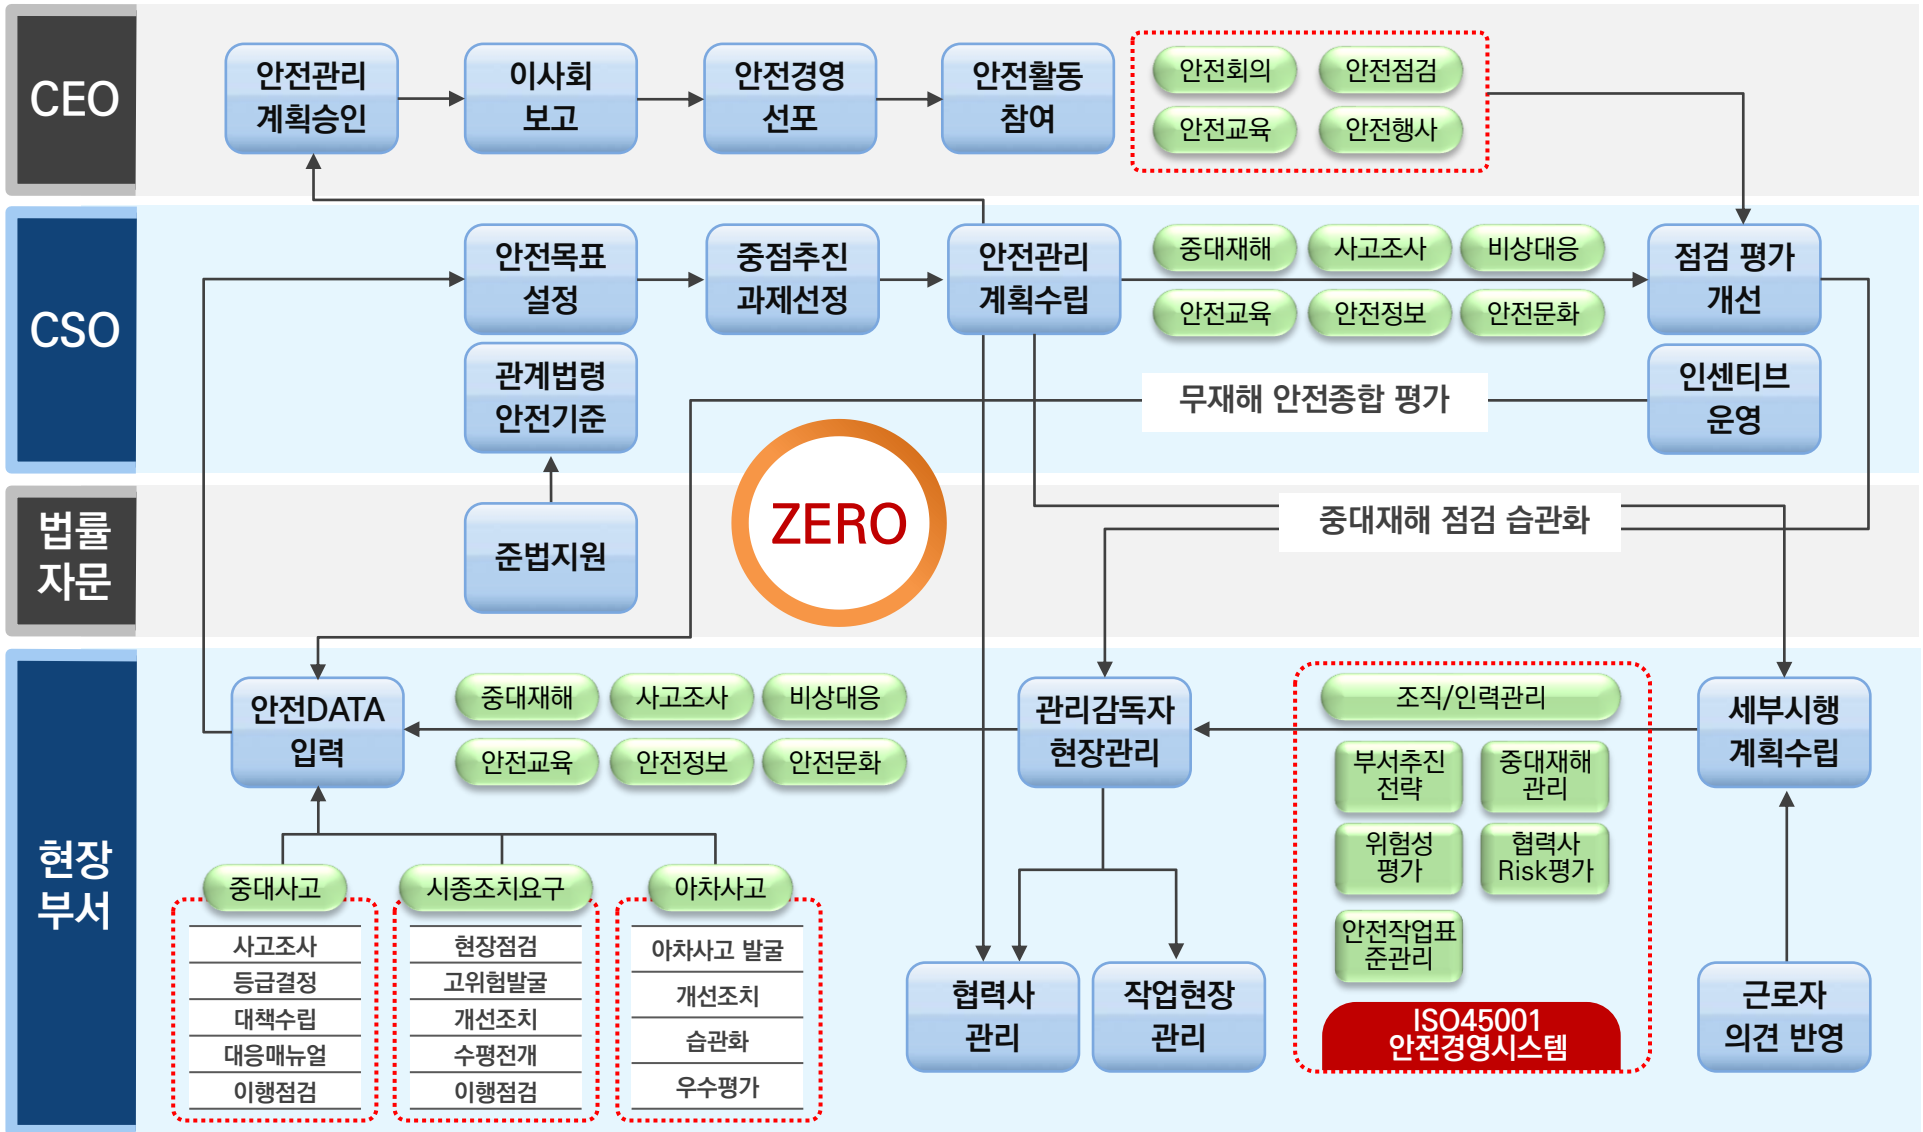 CEO
안전관리
계획승인
이사회
보고
안전경영
선포
안전활동
참여
안전회의
안전점검
안전교육
안전행사
CSO
안전목표
설정
중점추진
과제선정
안전관리
계획수립
중대재해
사고조사
비상대응
안전교육
안전정보
안전문화
점검 평가
개선
관계법령
안전기준
무재해 안전종합 평가
인센티브
운영
법률
자문
준법지원
ZERO
중대재해 점검 습관화
현장
부서
안전DATA
입력
중대재해
사고조사
비상대응
안전교육
안전정보
안전문화
관리감독자
현장관리
조직/인력관리
부서추진
전략
중대재해
관리
위험성
평가
협력사
Risk평가
안전작업표
준관리
ISO45001
안전경영시스템
세부시행
계획수립
중대사고
사고조사
등급결정
대책수립
대응매뉴얼
이행점검
시종조치요구
현장점검
고위험발굴
개선조치
수평전개
이행점검
아차사고
아차사고 발굴
개선조치
습관화
우수평가
협력사
관리
작업현장
관리
근로자
의견 반영